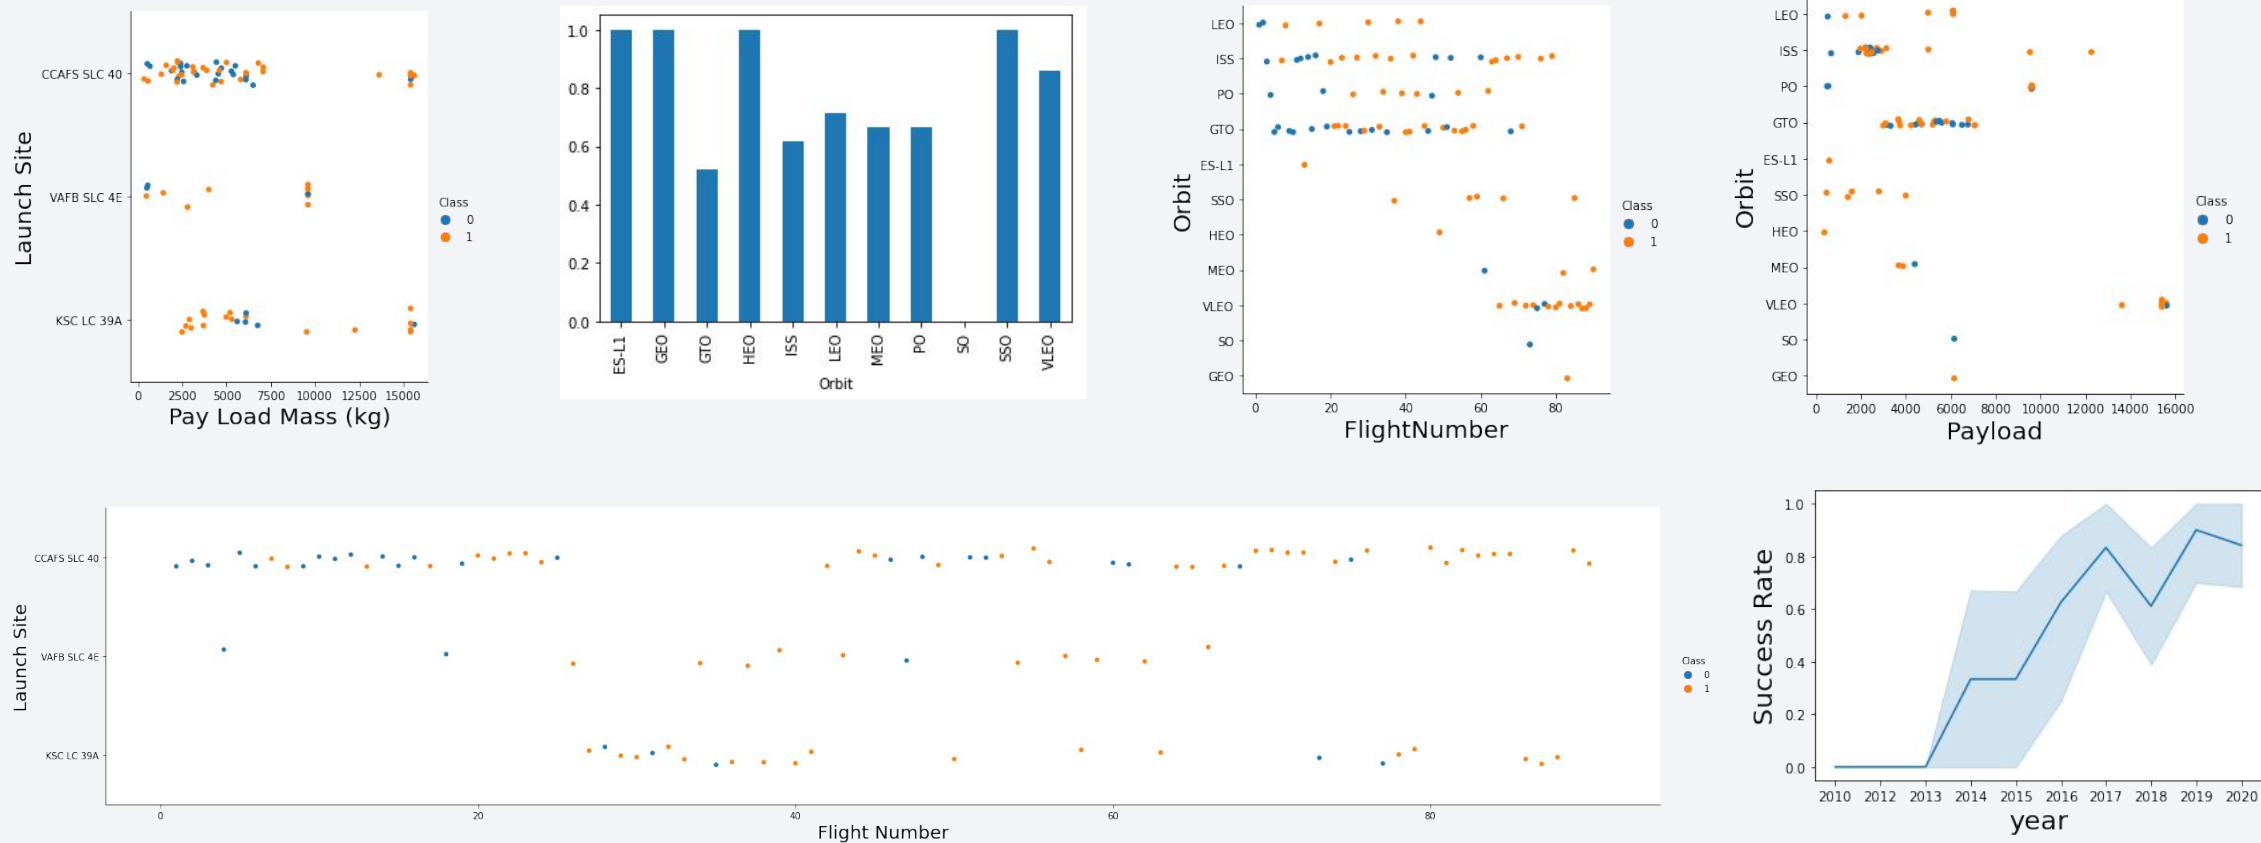 CCAFS SLC 40
VAFB SLC 4E
KSC LC 39A
Launch Site
0 2500 5000 7500 10000 12500 15000
Pay Load Mass (kg)
Class
0
1
1.0
0.8
0.6
0.4
0.2
0.0
ES-L1 GEO GTO HEO ISS LEO MEO PO SO SSO VLEO
Orbit
LEO
ISS
PO
GTO
ES-L1
SSO
HEO
MEO
VLEO
SO
GEO
Orbit
0 20 40 60 80
FlightNumber
Class
0
1
LEO
ISS
PO
GTO
ES-L1
SSO
HEO
MEO
VLEO
SO
GEO
Orbit
0 2000 4000 6000 8000 10000 12000 14000 16000
Payload
Class
0
1
CCAFS SLC 40
VAFB SLC 4E
KSC LC 39A
Launch Site
0 20 40 60 80
Flight Number
Class
0
1
1.0
0.8
0.6
0.4
0.2
0.0
Success Rate
2010 2012 2013 2014 2015 2016 2017 2018 2019 2020
year